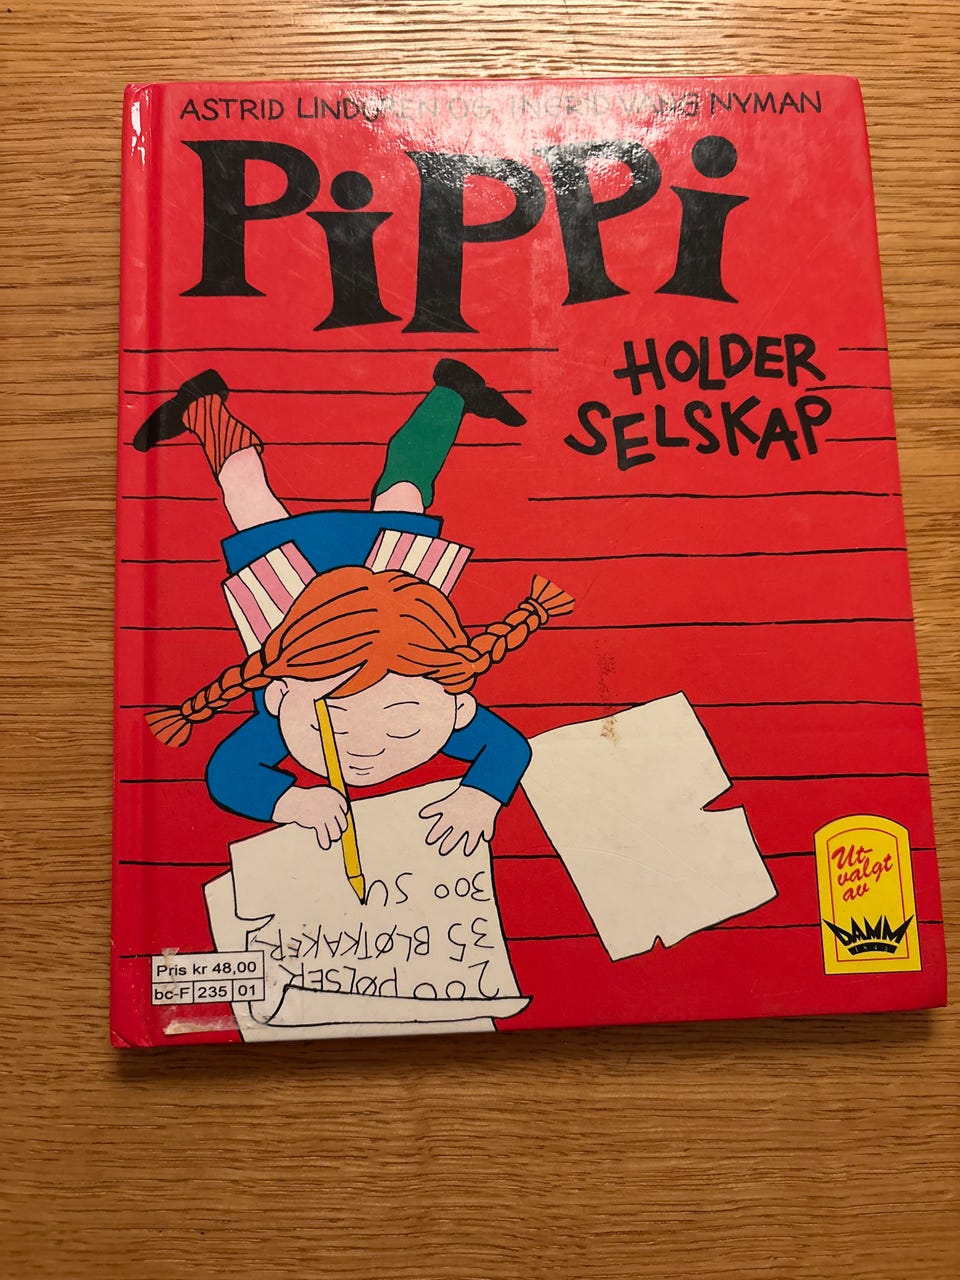 ASTRID LINDGREN OG INGRID VANG NYMAN
PiPPi
HOLDER
SELSKAP
200 PØLSER
35 BLØTKAKER
300 SU
Ut-
valgt
av
DAMM
1843
Pris kr 48,00
bc-F 235 01